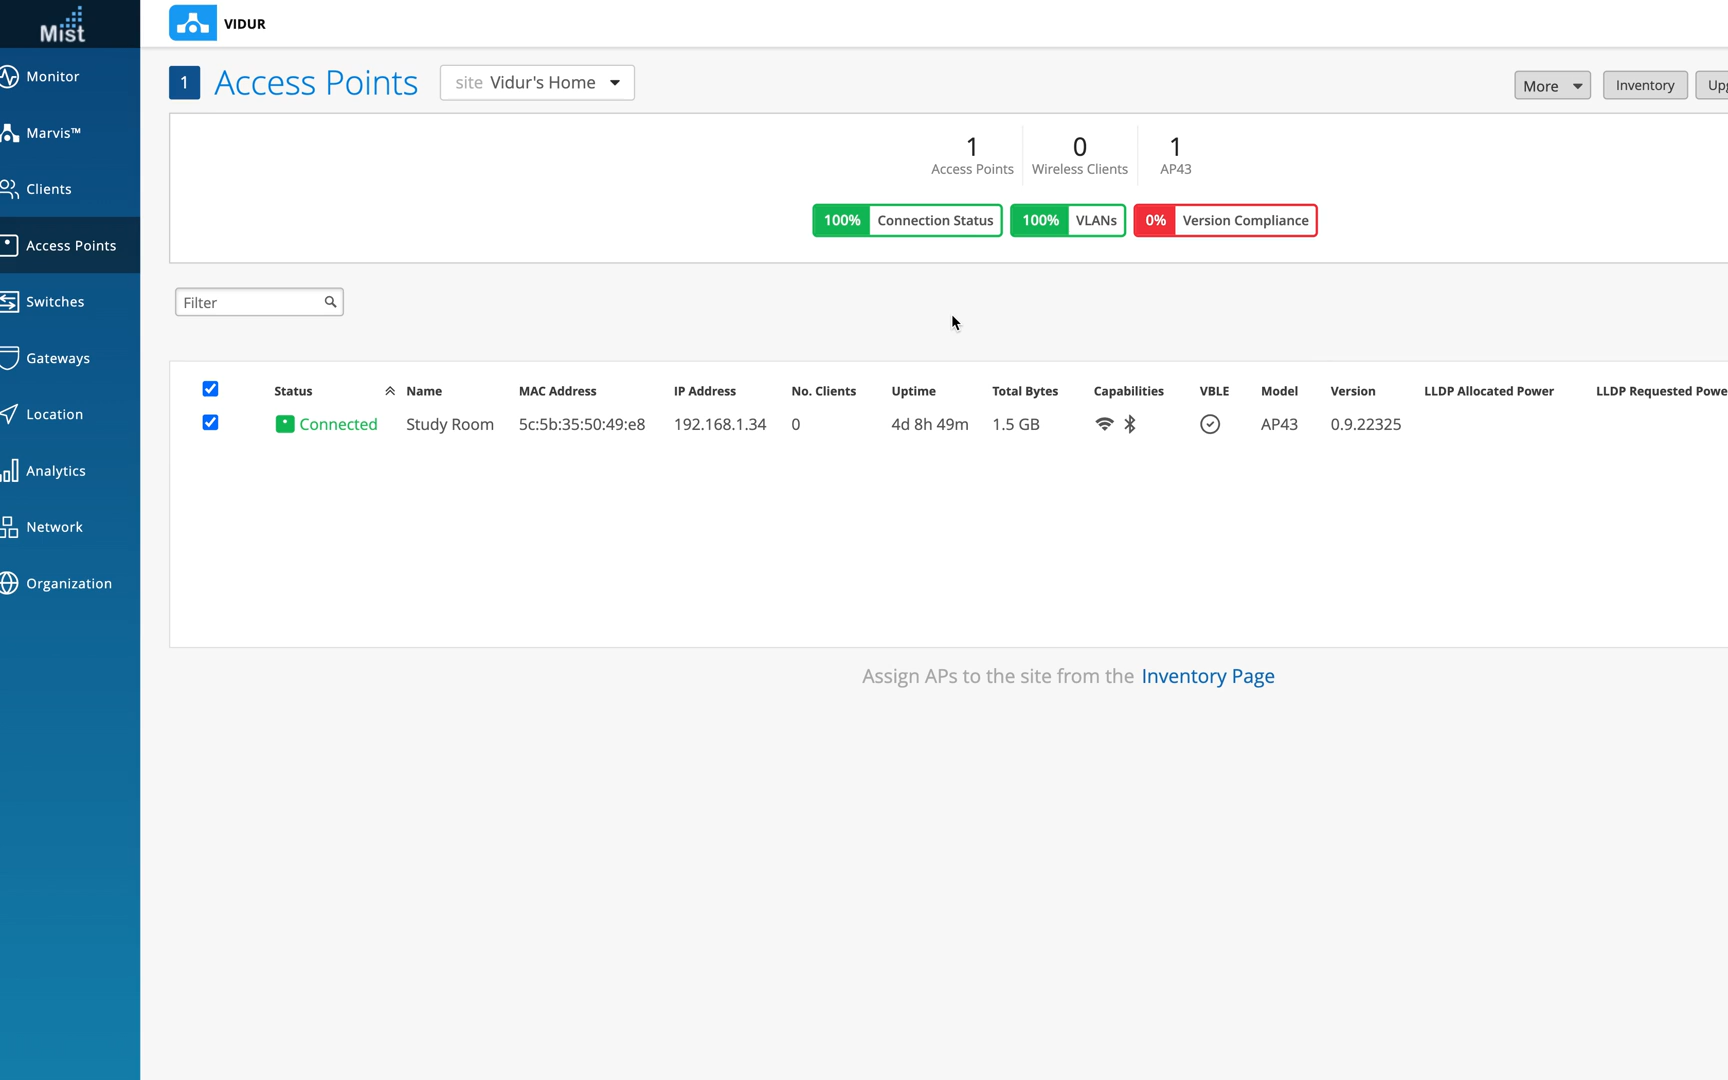 Mist
VIDUR
Monitor
Marvis™
Clients
Access Points
Switches
Gateways
Location
Analytics
Network
Organization
1 Access Points site Vidur's Home
More Inventory
1 0 1
Access Points Wireless Clients AP43
100% Connection Status 100% VLANs 0% Version Compliance
Filter
Status Name MAC Address IP Address No. Clients Uptime Total Bytes Capabilities VBLE Model Version LLDP Allocated Power LLDP Requested Powe
Connected Study Room 5c:5b:35:50:49:e8 192.168.1.34 0 4d 8h 49m 1.5 GB AP43 0.9.22325
Assign APs to the site from the Inventory Page